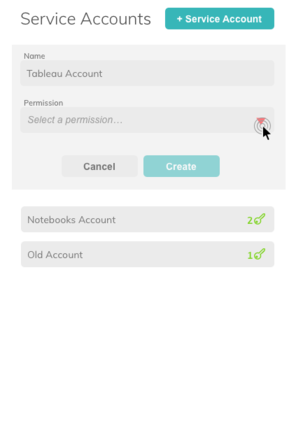 Service Accounts
+ Service Account
Name
Tableau Account
Permission
Select a permission...
Cancel
Create
Notebooks Account 2
Old Account 1